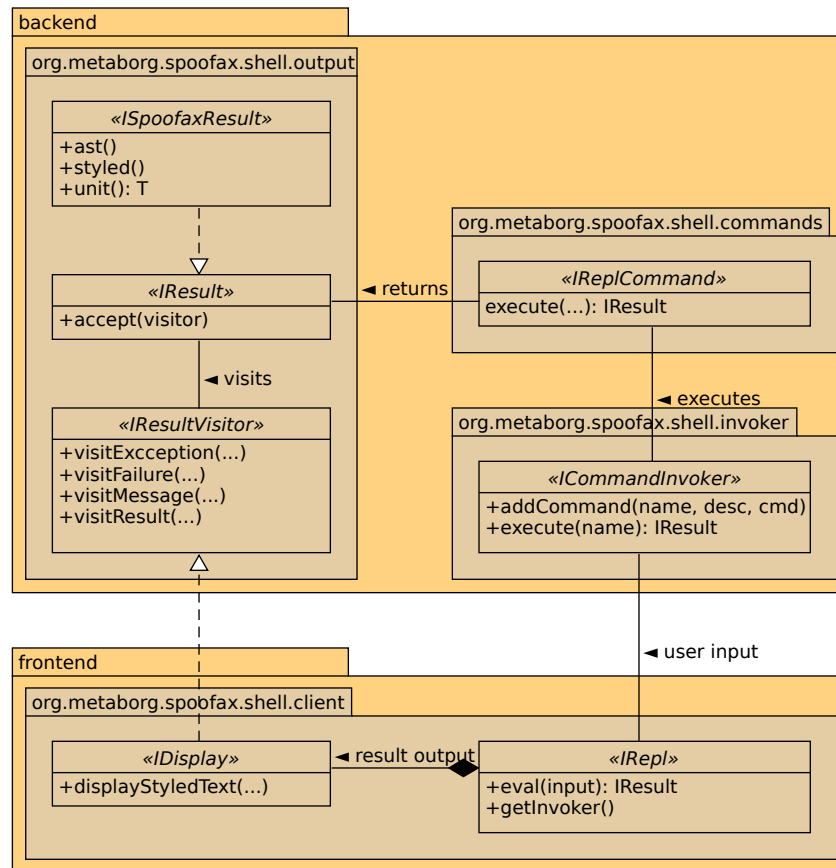 backend
org.metaborg.spoofax.shell.output
«ISpoofaxResult»
+ast()
+styled()
+unit(): T
org.metaborg.spoofax.shell.commands
«IResult»
+accept(visitor)
◄ returns
«IReplCommand»
execute(...): IResult
◄ visits
◄ executes
«IResultVisitor»
+visitExcception(...)
+visitFailure(...)
+visitMessage(...)
+visitResult(...)
org.metaborg.spoofax.shell.invoker
«ICommandInvoker»
+addCommand(name, desc, cmd)
+execute(name): IResult
◄ user input
frontend
org.metaborg.spoofax.shell.client
«IDisplay»
+displayStyledText(...)
◄ result output
«IRepl»
+eval(input): IResult
+getInvoker()